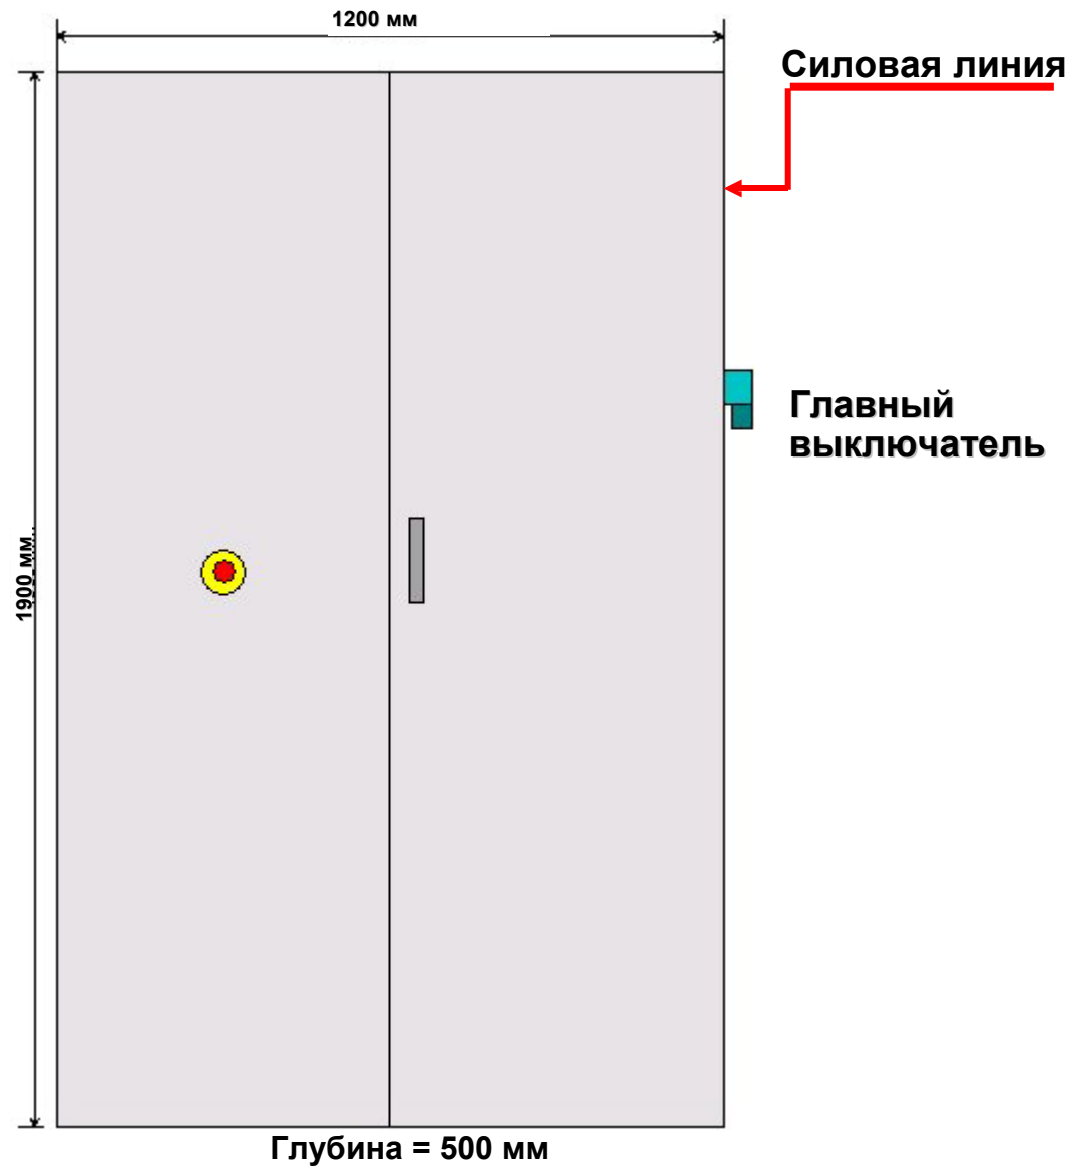 1200 мм
Силовая линия
Главный
выключатель
1900 мм
Глубина = 500 мм